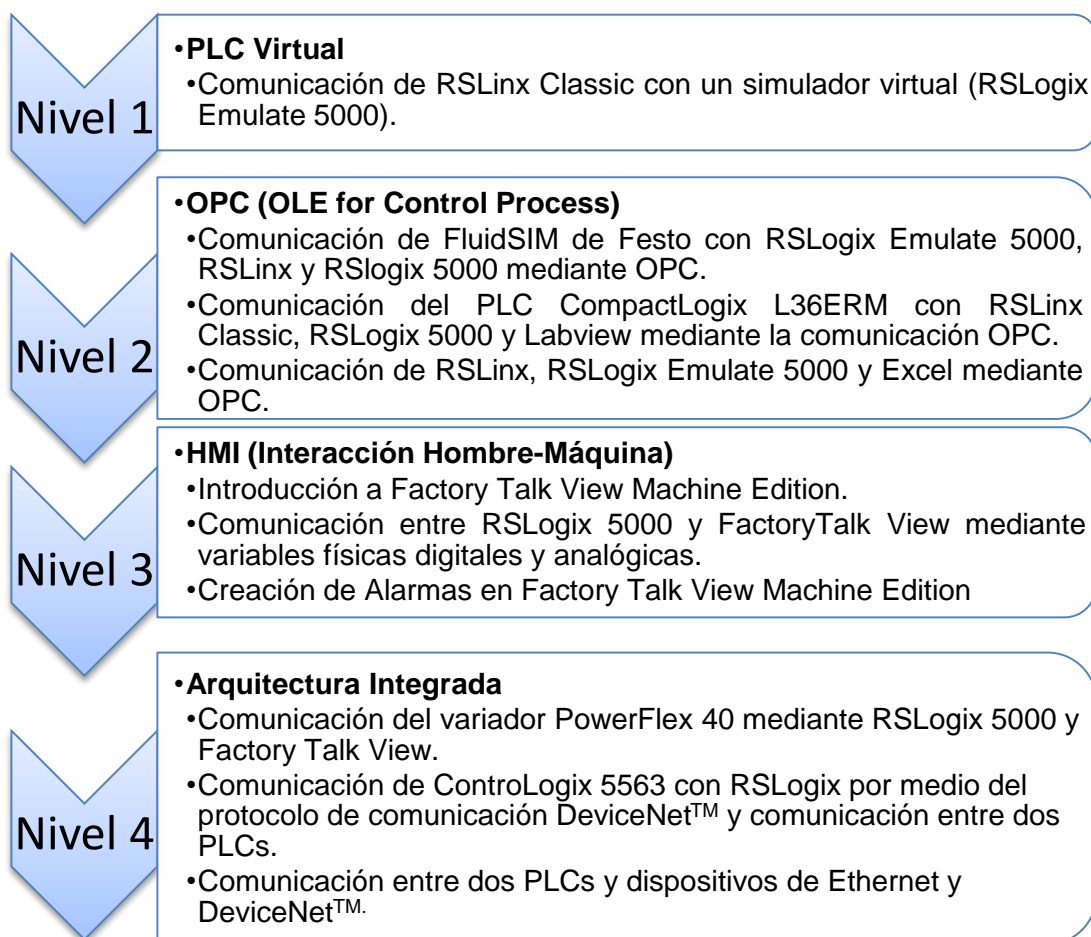 Nivel 1
•PLC Virtual
•Comunicación de RSLinx Classic con un simulador virtual (RSLogix
Emulate 5000).
Nivel 2
•OPC (OLE for Control Process)
•Comunicación de FluidSIM de Festo con RSLogix Emulate 5000,
RSLinx y RSlogix 5000 mediante OPC.
•Comunicación del PLC CompactLogix L36ERM con RSLinx
Classic, RSLogix 5000 y Labview mediante la comunicación OPC.
•Comunicación de RSLinx, RSLogix Emulate 5000 y Excel mediante
OPC.
Nivel 3
•HMI (Interacción Hombre-Máquina)
•Introducción a Factory Talk View Machine Edition.
•Comunicación entre RSLogix 5000 y FactoryTalk View mediante
variables físicas digitales y analógicas.
•Creación de Alarmas en Factory Talk View Machine Edition
Nivel 4
•Arquitectura Integrada
•Comunicación del variador PowerFlex 40 mediante RSLogix 5000 y
Factory Talk View.
•Comunicación de ControLogix 5563 con RSLogix por medio del
protocolo de comunicación DeviceNetTM y comunicación entre dos
PLCs.
•Comunicación entre dos PLCs y dispositivos de Ethernet y
DeviceNetTM.